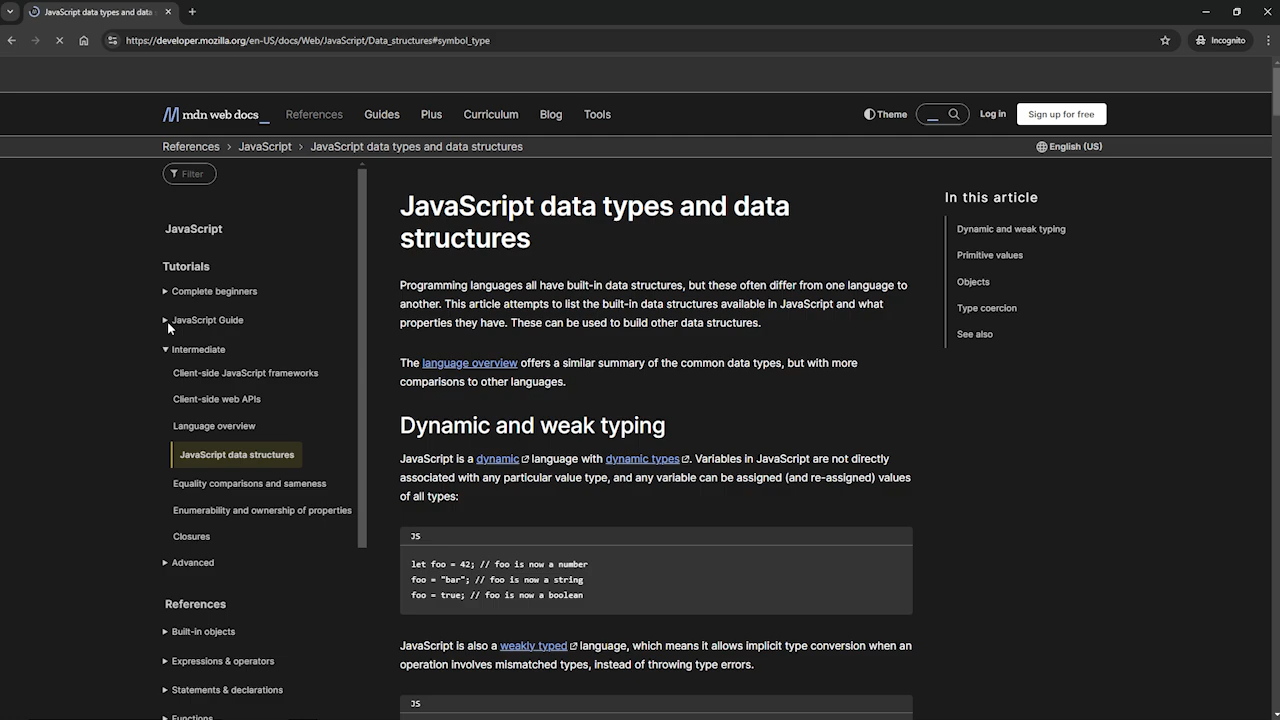 JavaScript data types and data
https://developer.mozilla.org/en-US/docs/Web/JavaScript/Data_structures#symbol_type
Incognito
mdn web docs
References
Guides
Plus
Curriculum
Blog
Tools
Theme
Log in
Sign up for free
References > JavaScript > JavaScript data types and data structures
English (US)
Filter
JavaScript
Tutorials
Complete beginners
JavaScript Guide
Intermediate
Client-side JavaScript frameworks
Client-side web APIs
Language overview
JavaScript data structures
Equality comparisons and sameness
Enumerability and ownership of properties
Closures
Advanced
References
Built-in objects
Expressions & operators
Statements & declarations
Functions
JavaScript data types and data
structures
Programming languages all have built-in data structures, but these often differ from one language to
another. This article attempts to list the built-in data structures available in JavaScript and what
properties they have. These can be used to build other data structures.
The language overview offers a similar summary of the common data types, but with more
comparisons to other languages.
Dynamic and weak typing
JavaScript is a dynamic language with dynamic types. Variables in JavaScript are not directly
associated with any particular value type, and any variable can be assigned (and re-assigned) values
of all types:
JS
let foo = 42; // foo is now a number
foo = "bar"; // foo is now a string
foo = true; // foo is now a boolean
JavaScript is also a weakly typed language, which means it allows implicit type conversion when an
operation involves mismatched types, instead of throwing type errors.
JS
In this article
Dynamic and weak typing
Primitive values
Objects
Type coercion
See also